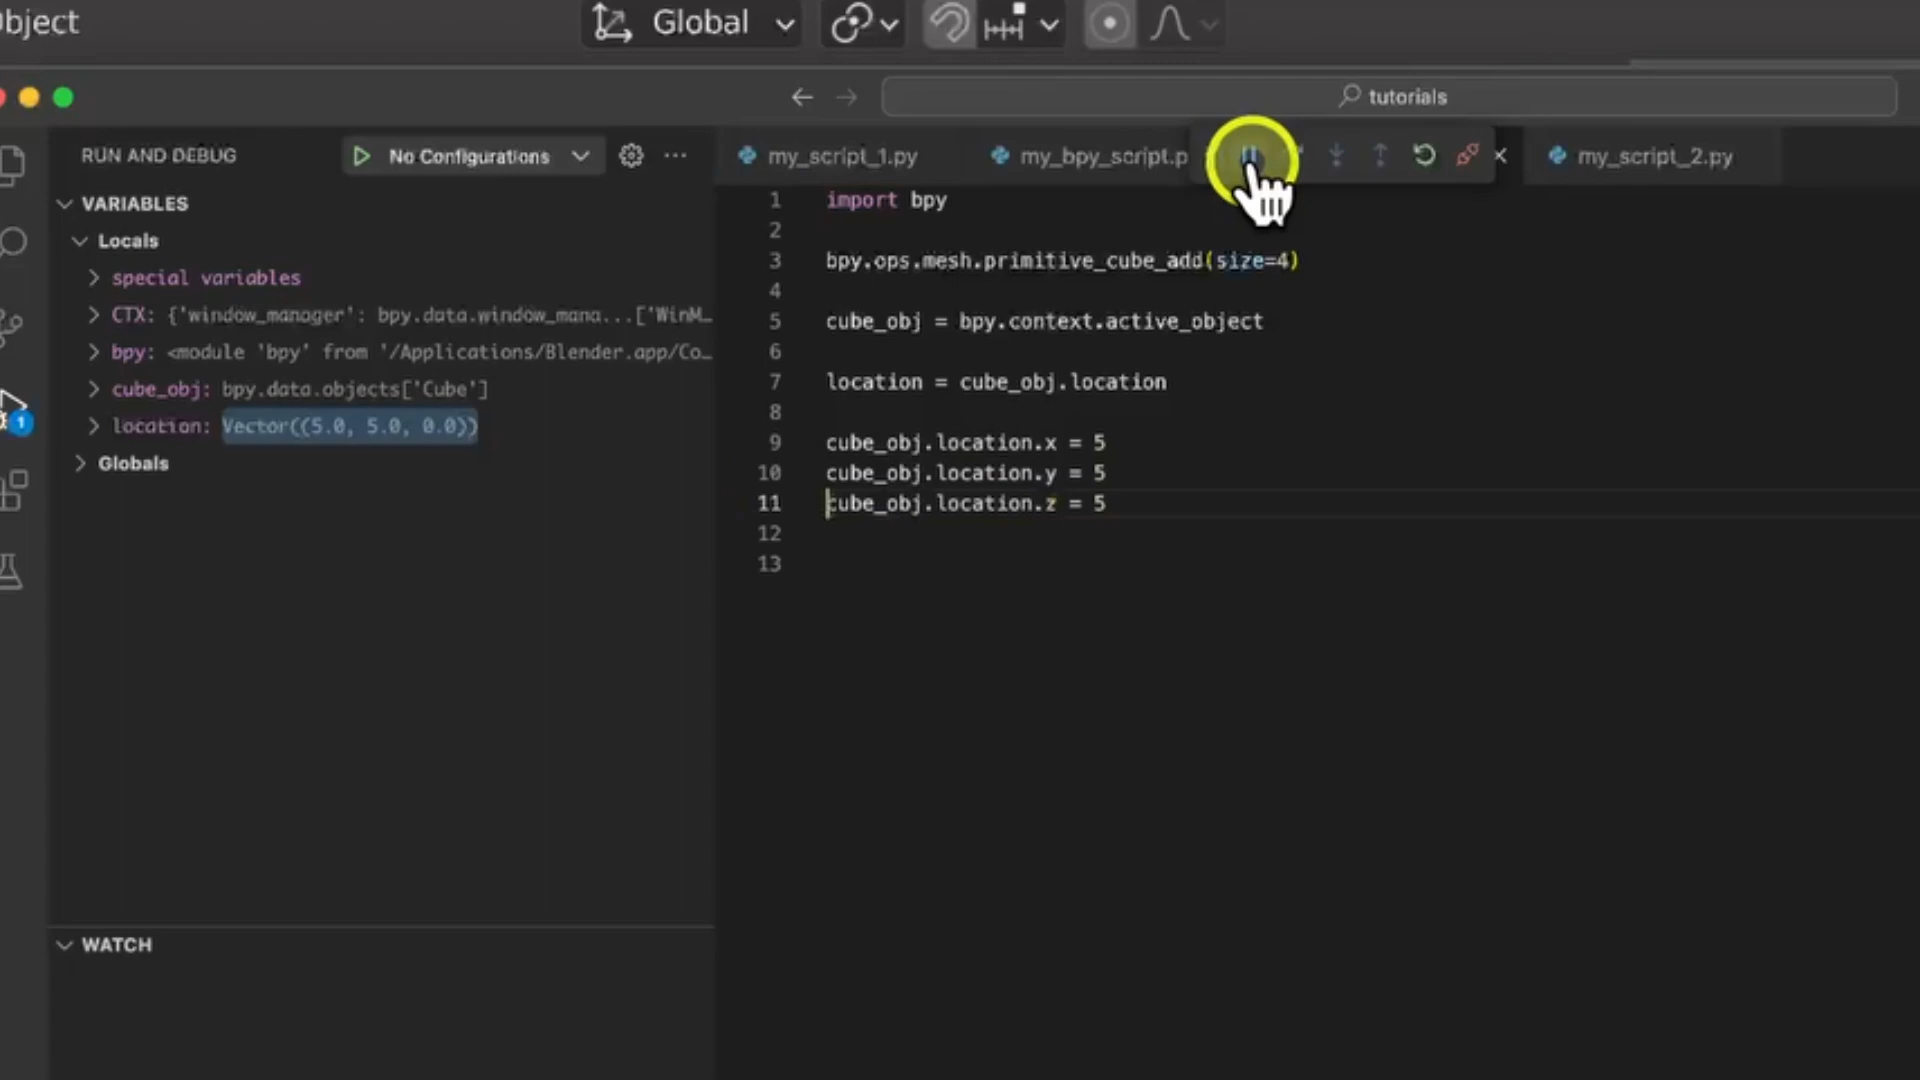 bject
Global
tutorials
RUN AND DEBUG
No Configurations
my_script_1.py
my_bpy_script.p
my_script_2.py
VARIABLES
Locals
special variables
CTX: {'window_manager': bpy.data.window_mana...['WinM…
bpy: <module 'bpy' from '/Applications/Blender.app/Co…
cube_obj: bpy.data.objects['Cube']
location: Vector((5.0, 5.0, 0.0))
Globals
1
1 import bpy
2
3 bpy.ops.mesh.primitive_cube_add(size=4)
4
5 cube_obj = bpy.context.active_object
6
7 location = cube_obj.location
8
9 cube_obj.location.x = 5
10 cube_obj.location.y = 5
11 cube_obj.location.z = 5
12
13
WATCH